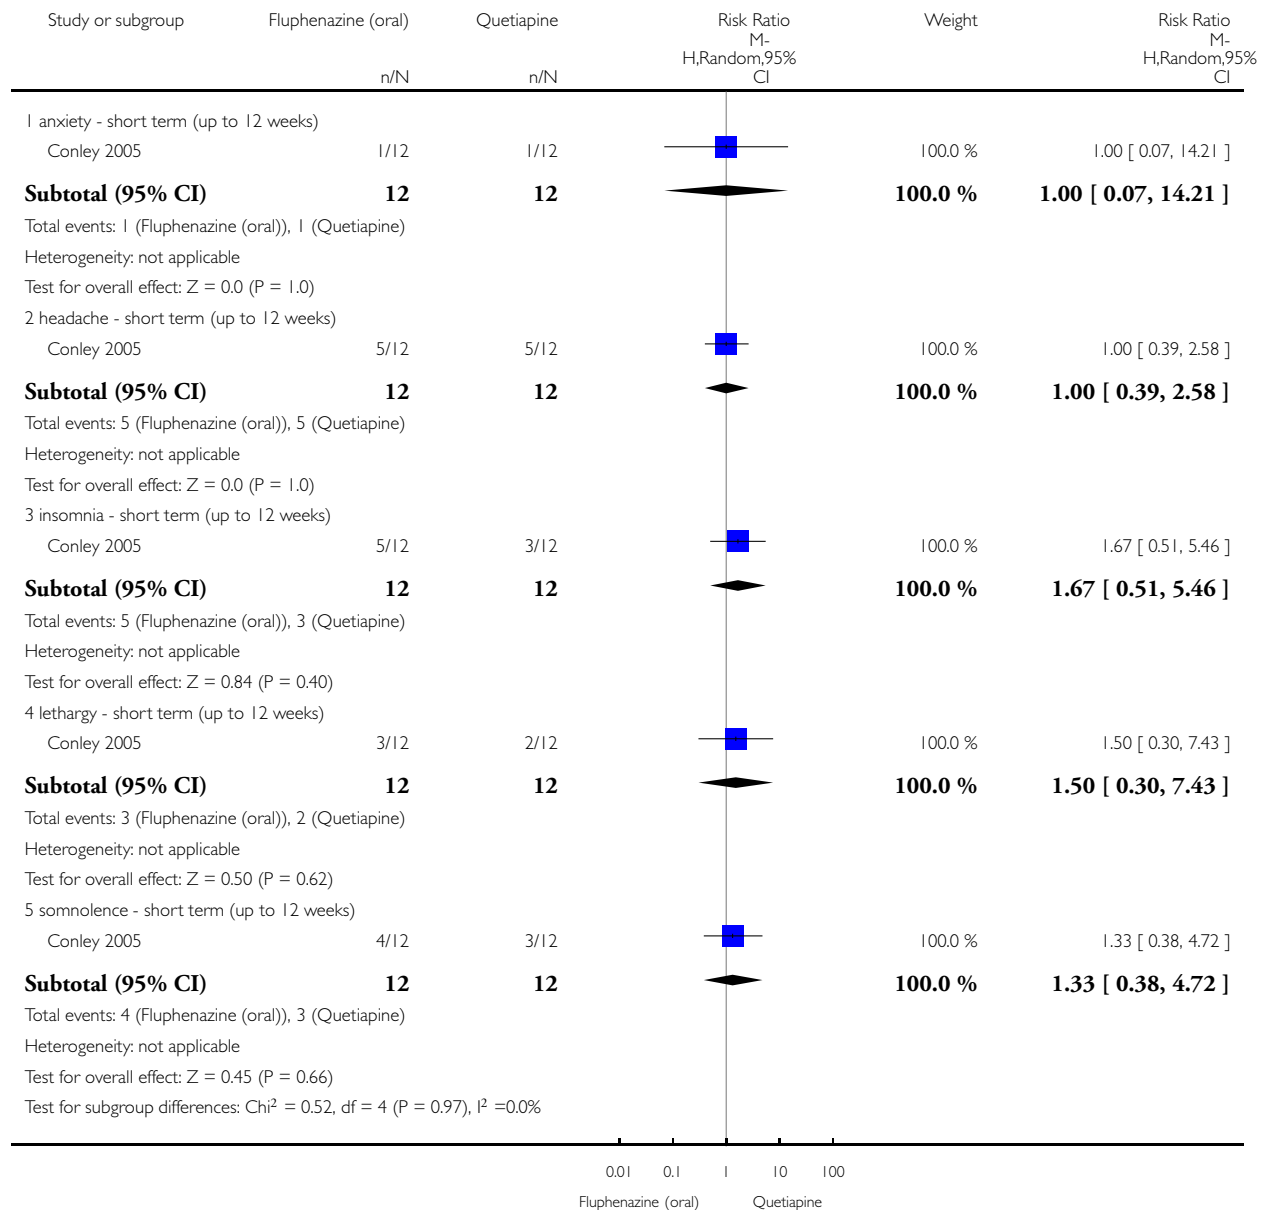 Study or subgroup Fluphenazine (oral) Quetiapine Risk Ratio Weight Risk Ratio
M- M-
H,Random,95% H,Random,95%
n/N n/N CI CI
1 anxiety - short term (up to 12 weeks)
Conley 2005 1/12 1/12 100.0 % 1.00 [ 0.07, 14.21 ]
Subtotal (95% CI) 12 12 100.0 % 1.00 [ 0.07, 14.21 ]
Total events: 1 (Fluphenazine (oral)), 1 (Quetiapine)
Heterogeneity: not applicable
Test for overall effect: Z = 0.0 (P = 1.0)
2 headache - short term (up to 12 weeks)
Conley 2005 5/12 5/12 100.0 % 1.00 [ 0.39, 2.58 ]
Subtotal (95% CI) 12 12 100.0 % 1.00 [ 0.39, 2.58 ]
Total events: 5 (Fluphenazine (oral)), 5 (Quetiapine)
Heterogeneity: not applicable
Test for overall effect: Z = 0.0 (P = 1.0)
3 insomnia - short term (up to 12 weeks)
Conley 2005 5/12 3/12 100.0 % 1.67 [ 0.51, 5.46 ]
Subtotal (95% CI) 12 12 100.0 % 1.67 [ 0.51, 5.46 ]
Total events: 5 (Fluphenazine (oral)), 3 (Quetiapine)
Heterogeneity: not applicable
Test for overall effect: Z = 0.84 (P = 0.40)
4 lethargy - short term (up to 12 weeks)
Conley 2005 3/12 2/12 100.0 % 1.50 [ 0.30, 7.43 ]
Subtotal (95% CI) 12 12 100.0 % 1.50 [ 0.30, 7.43 ]
Total events: 3 (Fluphenazine (oral)), 2 (Quetiapine)
Heterogeneity: not applicable
Test for overall effect: Z = 0.50 (P = 0.62)
5 somnolence - short term (up to 12 weeks)
Conley 2005 4/12 3/12 100.0 % 1.33 [ 0.38, 4.72 ]
Subtotal (95% CI) 12 12 100.0 % 1.33 [ 0.38, 4.72 ]
Total events: 4 (Fluphenazine (oral)), 3 (Quetiapine)
Heterogeneity: not applicable
Test for overall effect: Z = 0.45 (P = 0.66)
Test for subgroup differences: Chi² = 0.52, df = 4 (P = 0.97), I² =0.0%
0.01 0.1 1 10 100
Fluphenazine (oral) Quetiapine